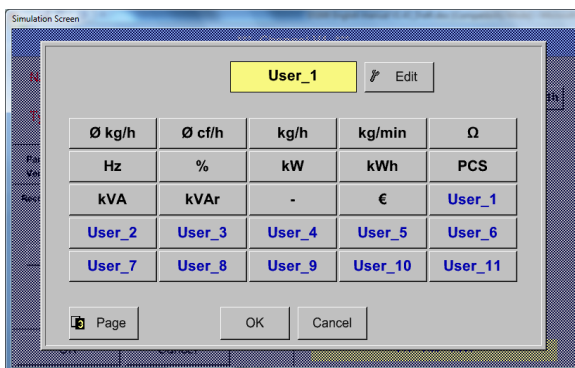 Simulation Screen
User_1 Edit
Ø kg/h Ø cf/h kg/h kg/min Ω
Hz % kW kWh PCS
kVA kVAr - € User_1
User_2 User_3 User_4 User_5 User_6
User_7 User_8 User_9 User_10 User_11
Page OK Cancel